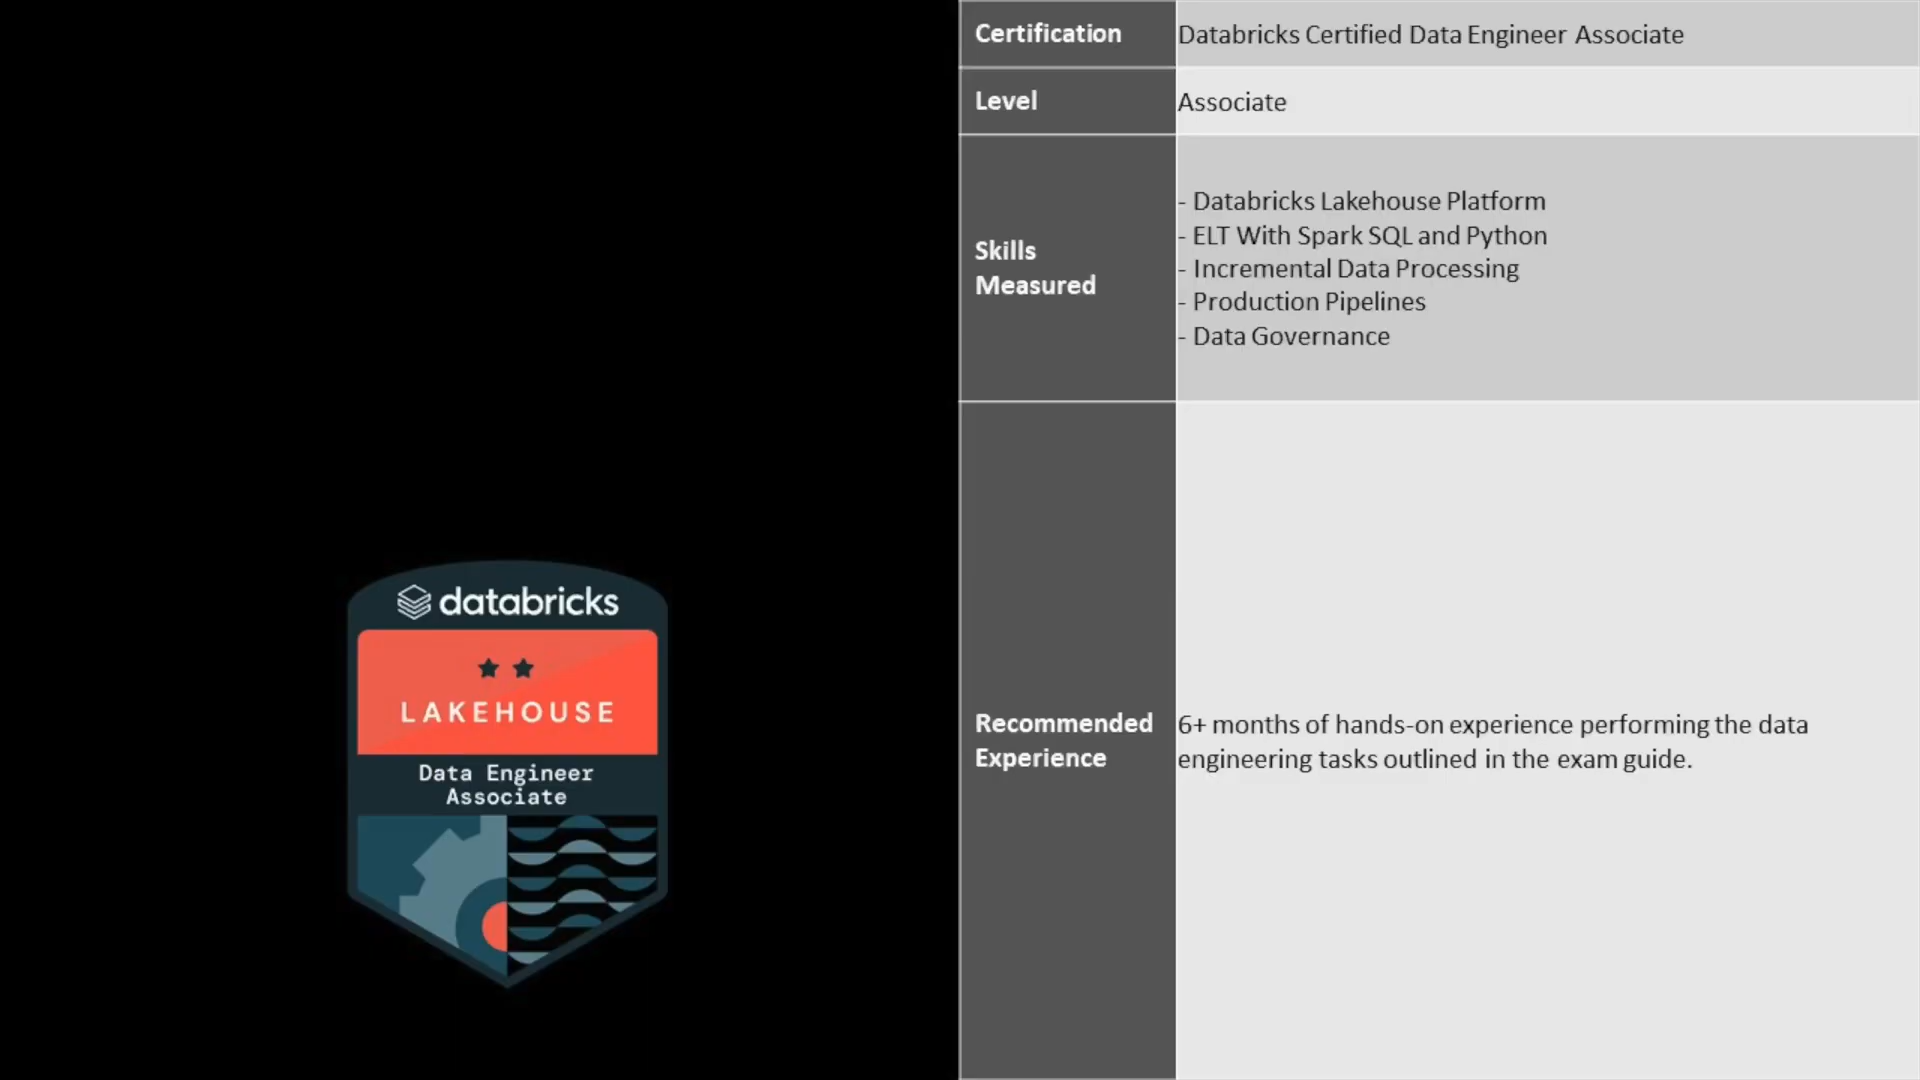 Certification
Databricks Certified Data Engineer Associate
Level
Associate
Skills
Measured
- Databricks Lakehouse Platform
- ELT With Spark SQL and Python
- Incremental Data Processing
- Production Pipelines
- Data Governance
Recommended
Experience
6+ months of hands-on experience performing the data
engineering tasks outlined in the exam guide.
databricks
LAKEHOUSE
Data Engineer
Associate